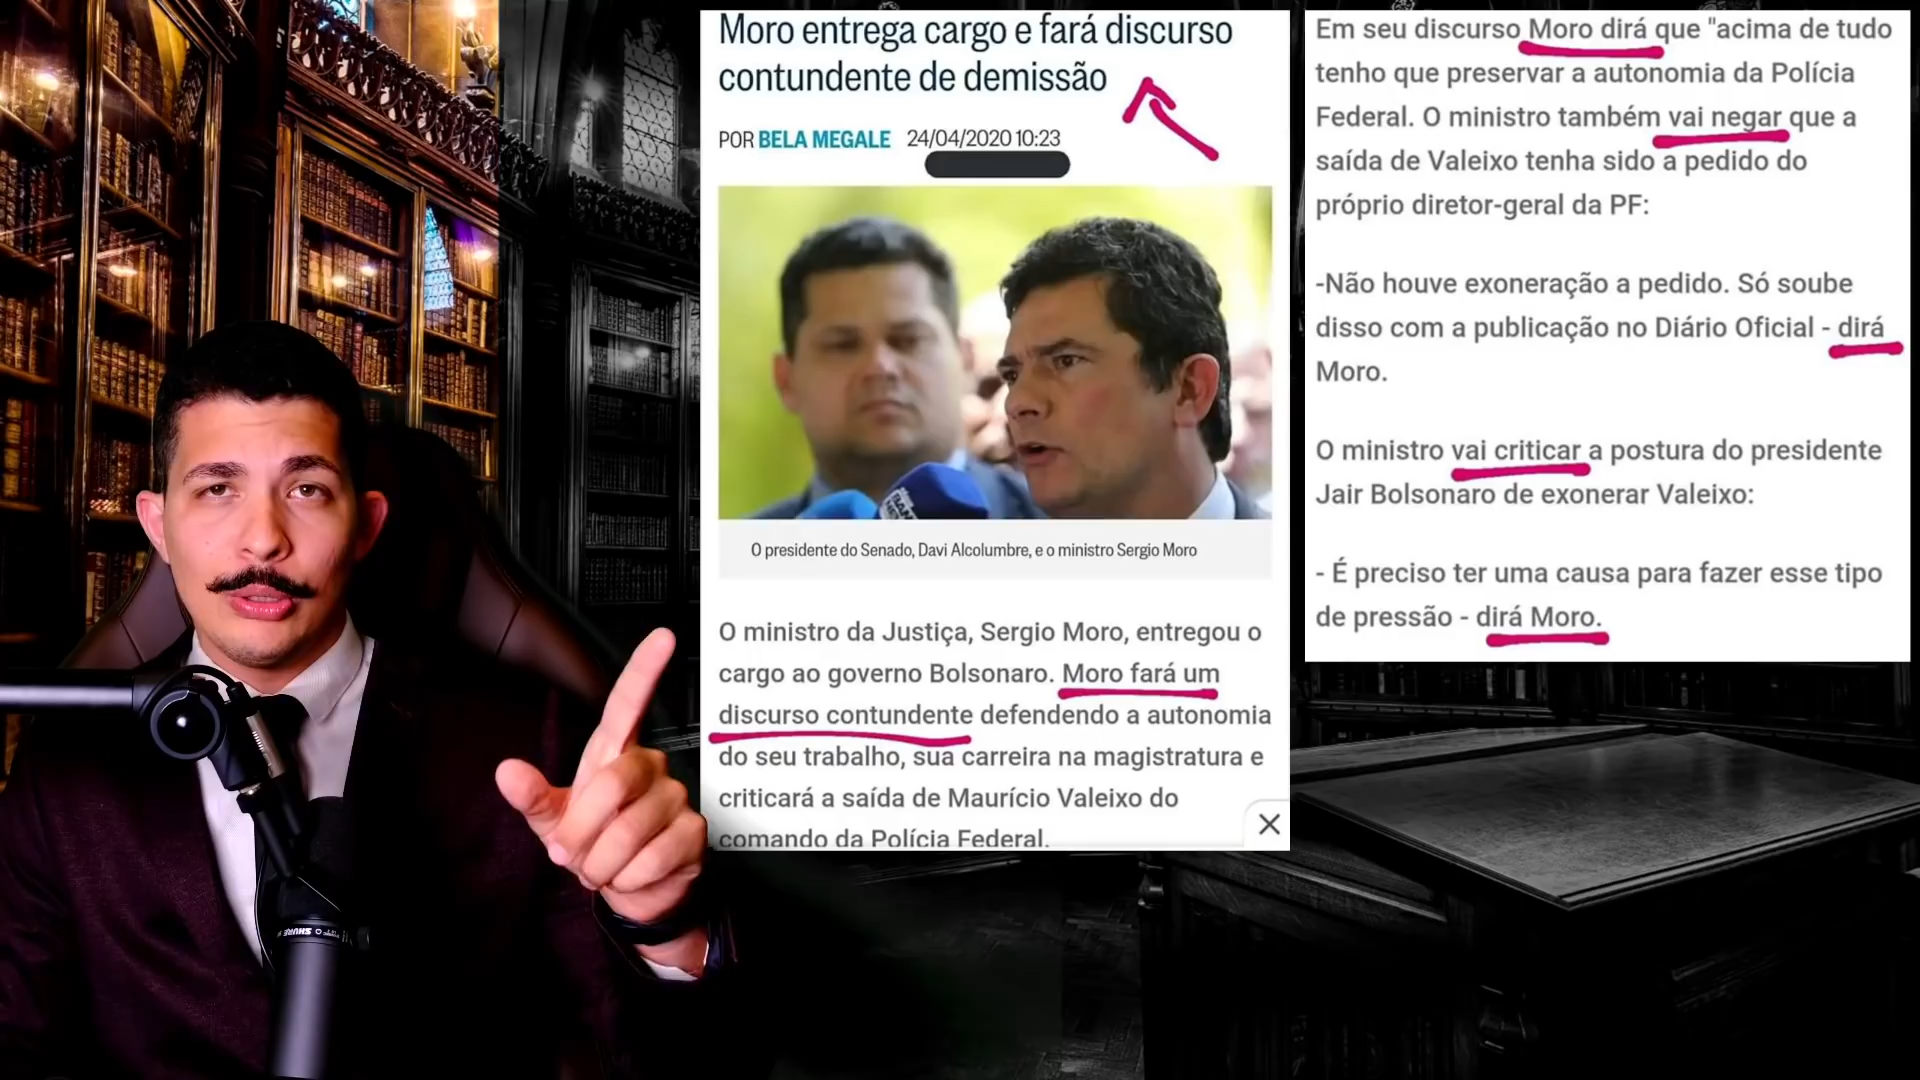 Moro entrega cargo e fará discurso
contundente de demissão
POR BELA MEGALE 24/04/2020 10:23
O presidente do Senado, Davi Alcolumbre, e o ministro Sergio Moro
O ministro da Justiça, Sergio Moro, entregou o
cargo ao governo Bolsonaro. Moro fará um
discurso contundente defendendo a autonomia
do seu trabalho, sua carreira na magistratura e
criticará a saída de Maurício Valeixo do
comando da Polícia Federal.
Em seu discurso Moro dirá que "acima de tudo
tenho que preservar a autonomia da Polícia
Federal. O ministro também vai negar que a
saída de Valeixo tenha sido a pedido do
próprio diretor-geral da PF:
-Não houve exoneração a pedido. Só soube
disso com a publicação no Diário Oficial - dirá
Moro.
O ministro vai criticar a postura do presidente
Jair Bolsonaro de exonerar Valeixo:
- É preciso ter uma causa para fazer esse tipo
de pressão - dirá Moro.
SHURE